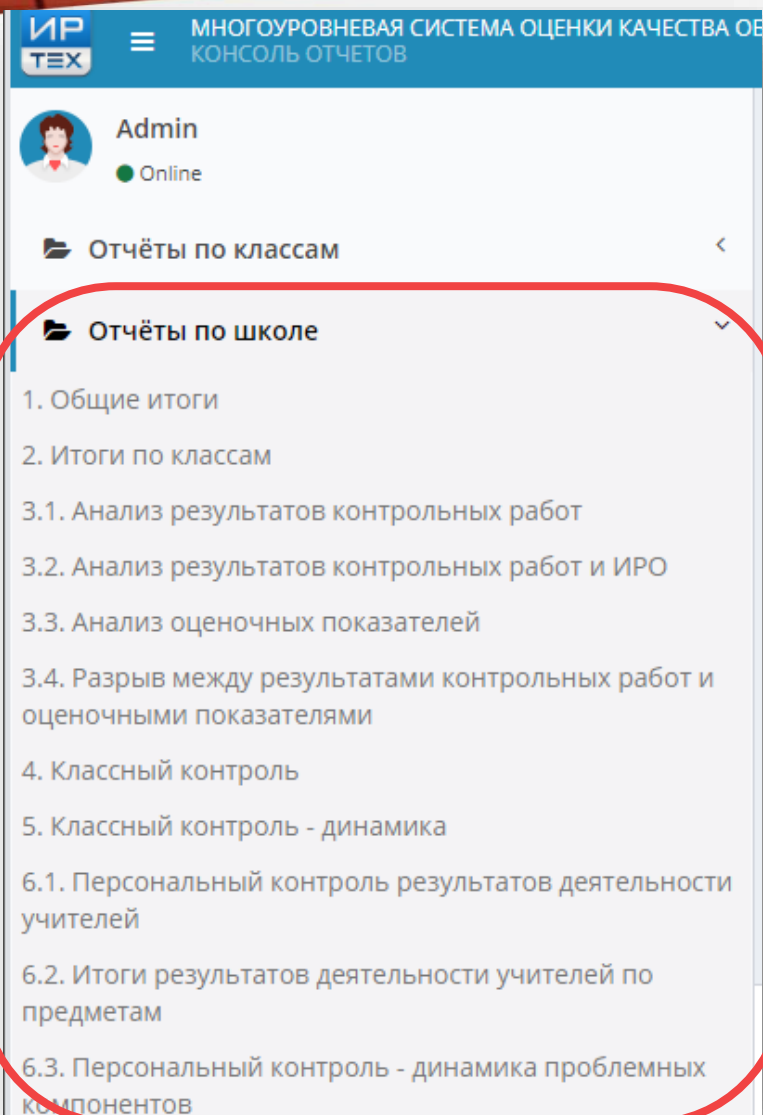 ИР
ТЕХ
МНОГОУРОВНЕВАЯ СИСТЕМА ОЦЕНКИ КАЧЕСТВА
КОНСОЛЬ ОТЧЕТОВ
Admin
Online
Отчёты по классам
Отчёты по школе
1. Общие итоги
2. Итоги по классам
3.1. Анализ результатов контрольных работ
3.2. Анализ результатов контрольных работ и ИРО
3.3. Анализ оценочных показателей
3.4. Разрыв между результатами контрольных работ и
оценочными показателями
4. Классный контроль
5. Классный контроль - динамика
6.1. Персональный контроль результатов деятельности
учителей
6.2. Итоги результатов деятельности учителей по
предметам
6.3. Персональный контроль - динамика проблемных
компонентов